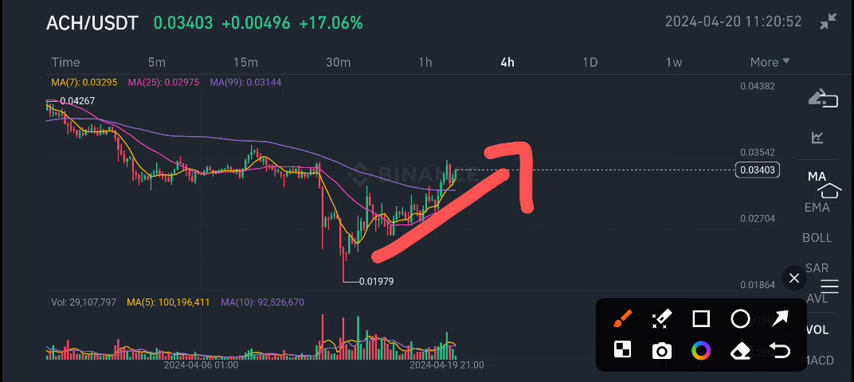 ACH/USDT 0.03403 +0.00496 +17.06% 2024-04-20 11:20:52
Time 5m 15m 30m 1h 4h 1D 1w More
MA(7): 0.03295 MA(25): 0.02975 MA(99): 0.03144
0.04382
0.04267
0.03542
BINANCE
0.03403
MA
EMA
0.02704
BOLL
SAR
0.01979
0.01864
AVL
Vol: 29,107,797 MA(5): 100,196,411 MA(10): 92,526,670
VOL
MACD
2024-04-06 01:00 2024-04-19 21:00